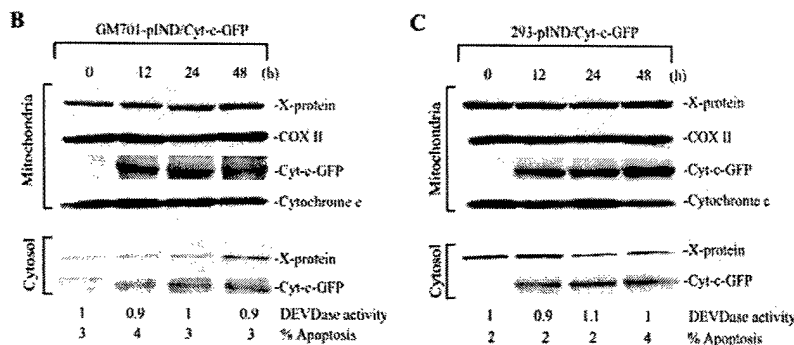 B
GM701-pIND/Cyt-c-GFP
0 12 24 48 (h)
Mitochondria
-X-protein
-COX II
-Cyt-c-GFP
-Cytochrome c
Cytosol
-X-protein
-Cyt-c-GFP
1 0.9 1 0.9 DEVDase activity
3 4 3 3 % Apoptosis
C
293-pIND/Cyt-c-GFP
0 12 24 48 (h)
Mitochondria
-X-protein
-COX II
-Cyt-c-GFP
-Cytochrome c
Cytosol
-X-protein
-Cyt-c-GFP
1 0.9 1.1 1 DEVDase activity
2 2 2 4 % Apoptosis